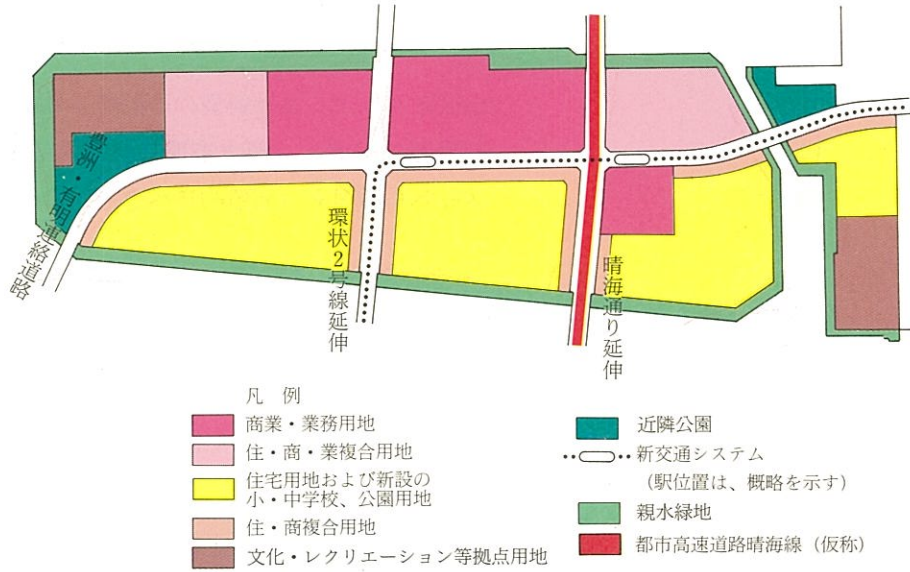 豊洲・有明連絡道路
環状2号線延伸
晴海通り延伸
凡 例
商業・業務用地
住・商・業複合用地
住宅用地および新設の
小・中学校、公園用地
住・商複合用地
文化・レクリエーション等拠点用地
近隣公園
新交通システム
(駅位置は、概略を示す)
親水緑地
都市高速道路晴海線(仮称)